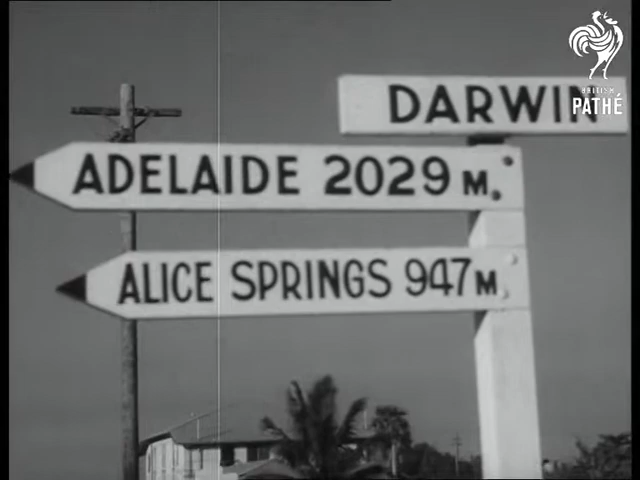 BRITISH
PATHÉ
DARWIN
ADELAIDE 2029 M.
ALICE SPRINGS 947 M